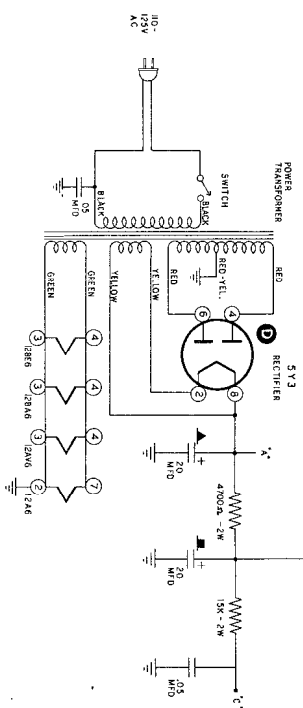 110-
125V
AC
SWITCH
BLACK
BLACK
.05
MFD
POWER
TRANSFORMER
RED
RED-YEL.
RED
YELLOW
YELLOW
GREEN
GREEN
D
5Y3
RECTIFIER
4
6
8
2
"A"
20
MFD
4700Ω - 2W
20
MFD
15K - 2W
.05
MFD
"C"
4
3
12BE6
4
3
12BA6
4
3
12AV6
7
2
12A6